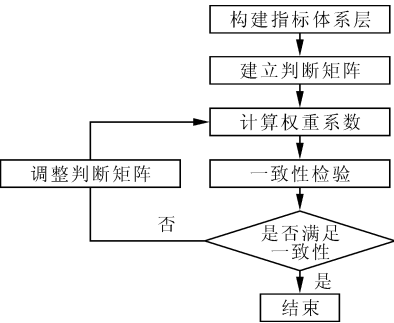 构建指标体系层
建立判断矩阵
计算权重系数
调整判断矩阵
一致性检验
否
是否满足
一致性
是
结束